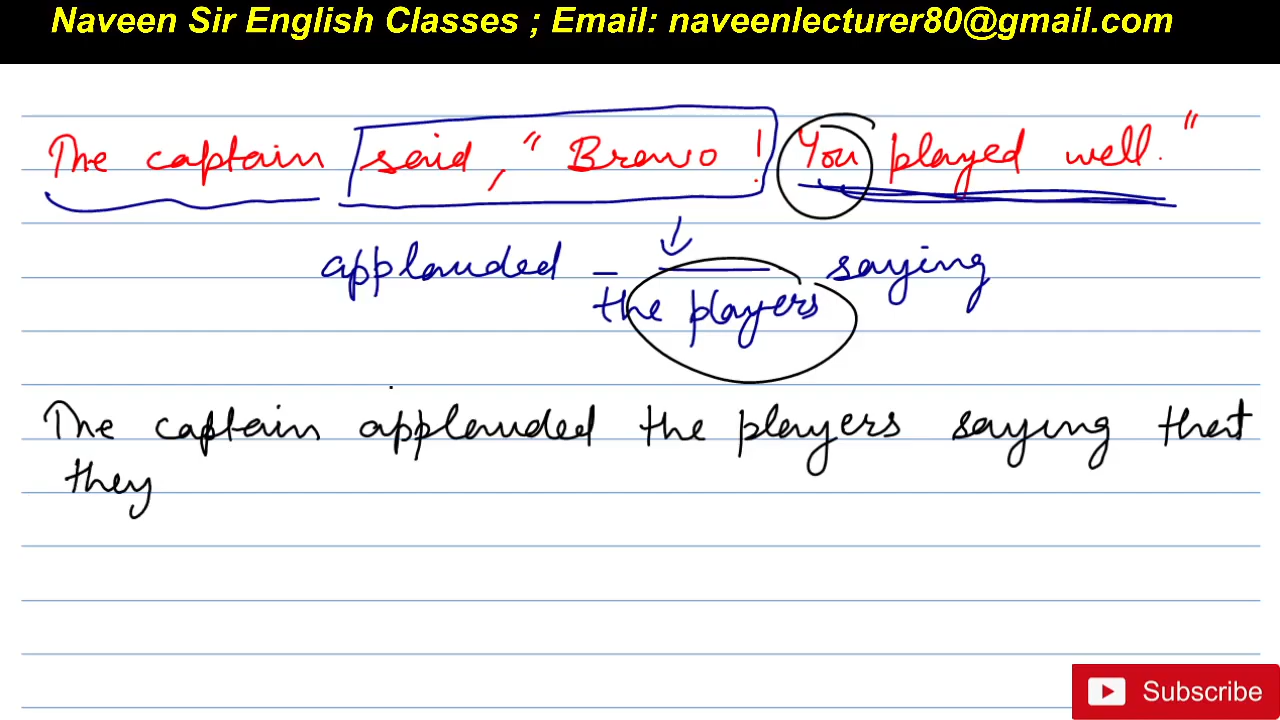 Naveen Sir English Classes ; Email: naveenlecturer80@gmail.com
The captain said, "Bravo! You played well."
applauded - saying
the players
The captain applauded the players saying that
they
Subscribe